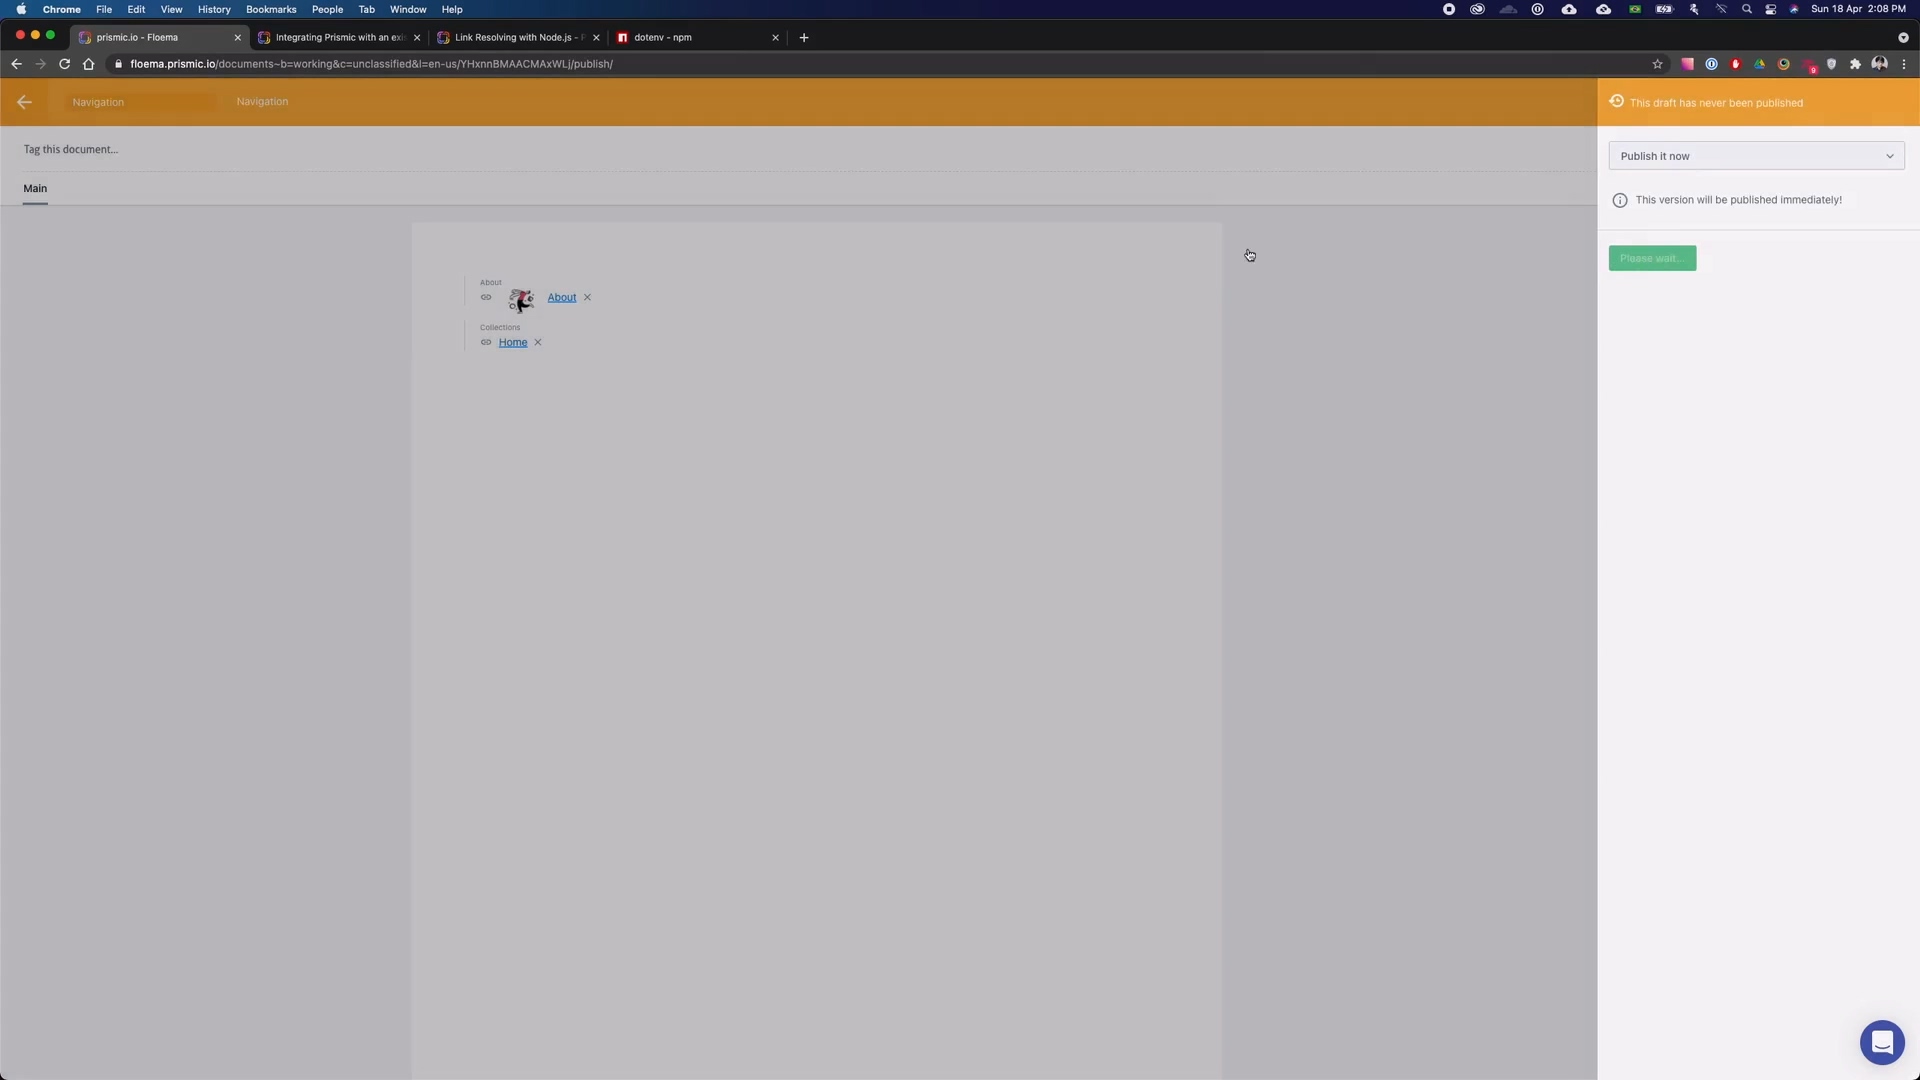 Chrome File Edit View History Bookmarks People Tab Window Help Sun 18 Apr 2:08 PM
prismic.io - Floema
Integrating Prismic with an exi
Link Resolving with Node.js - P
dotenv - npm
floema.prismic.io/documents~b=working&c=unclassified&l=en-us/YHxnnBMAACMAxWLj/publish/
9
Navigation
Navigation
This draft has never been published
Tag this document...
Publish it now
Main
This version will be published immediately!
Please wait...
About
About
Collections
Home